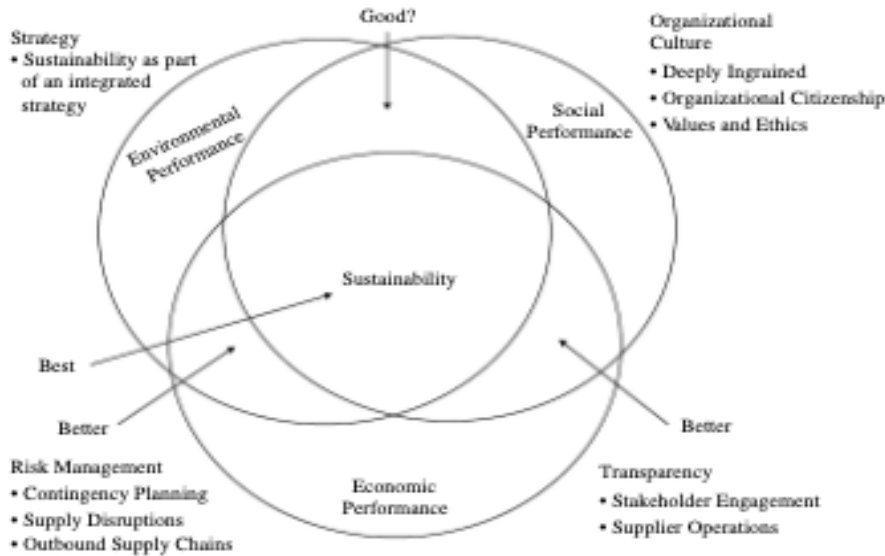 Good?
Strategy
• Sustainability as part
of an integrated
strategy
Organizational
Culture
• Deeply Ingrained
• Organizational Citizenship
• Values and Ethics
Environmental
Performance
Social
Performance
Sustainability
Best
Better
Better
Risk Management
• Contingency Planning
• Supply Disruptions
• Outbound Supply Chains
Economic
Performance
Transparency
• Stakeholder Engagement
• Supplier Operations